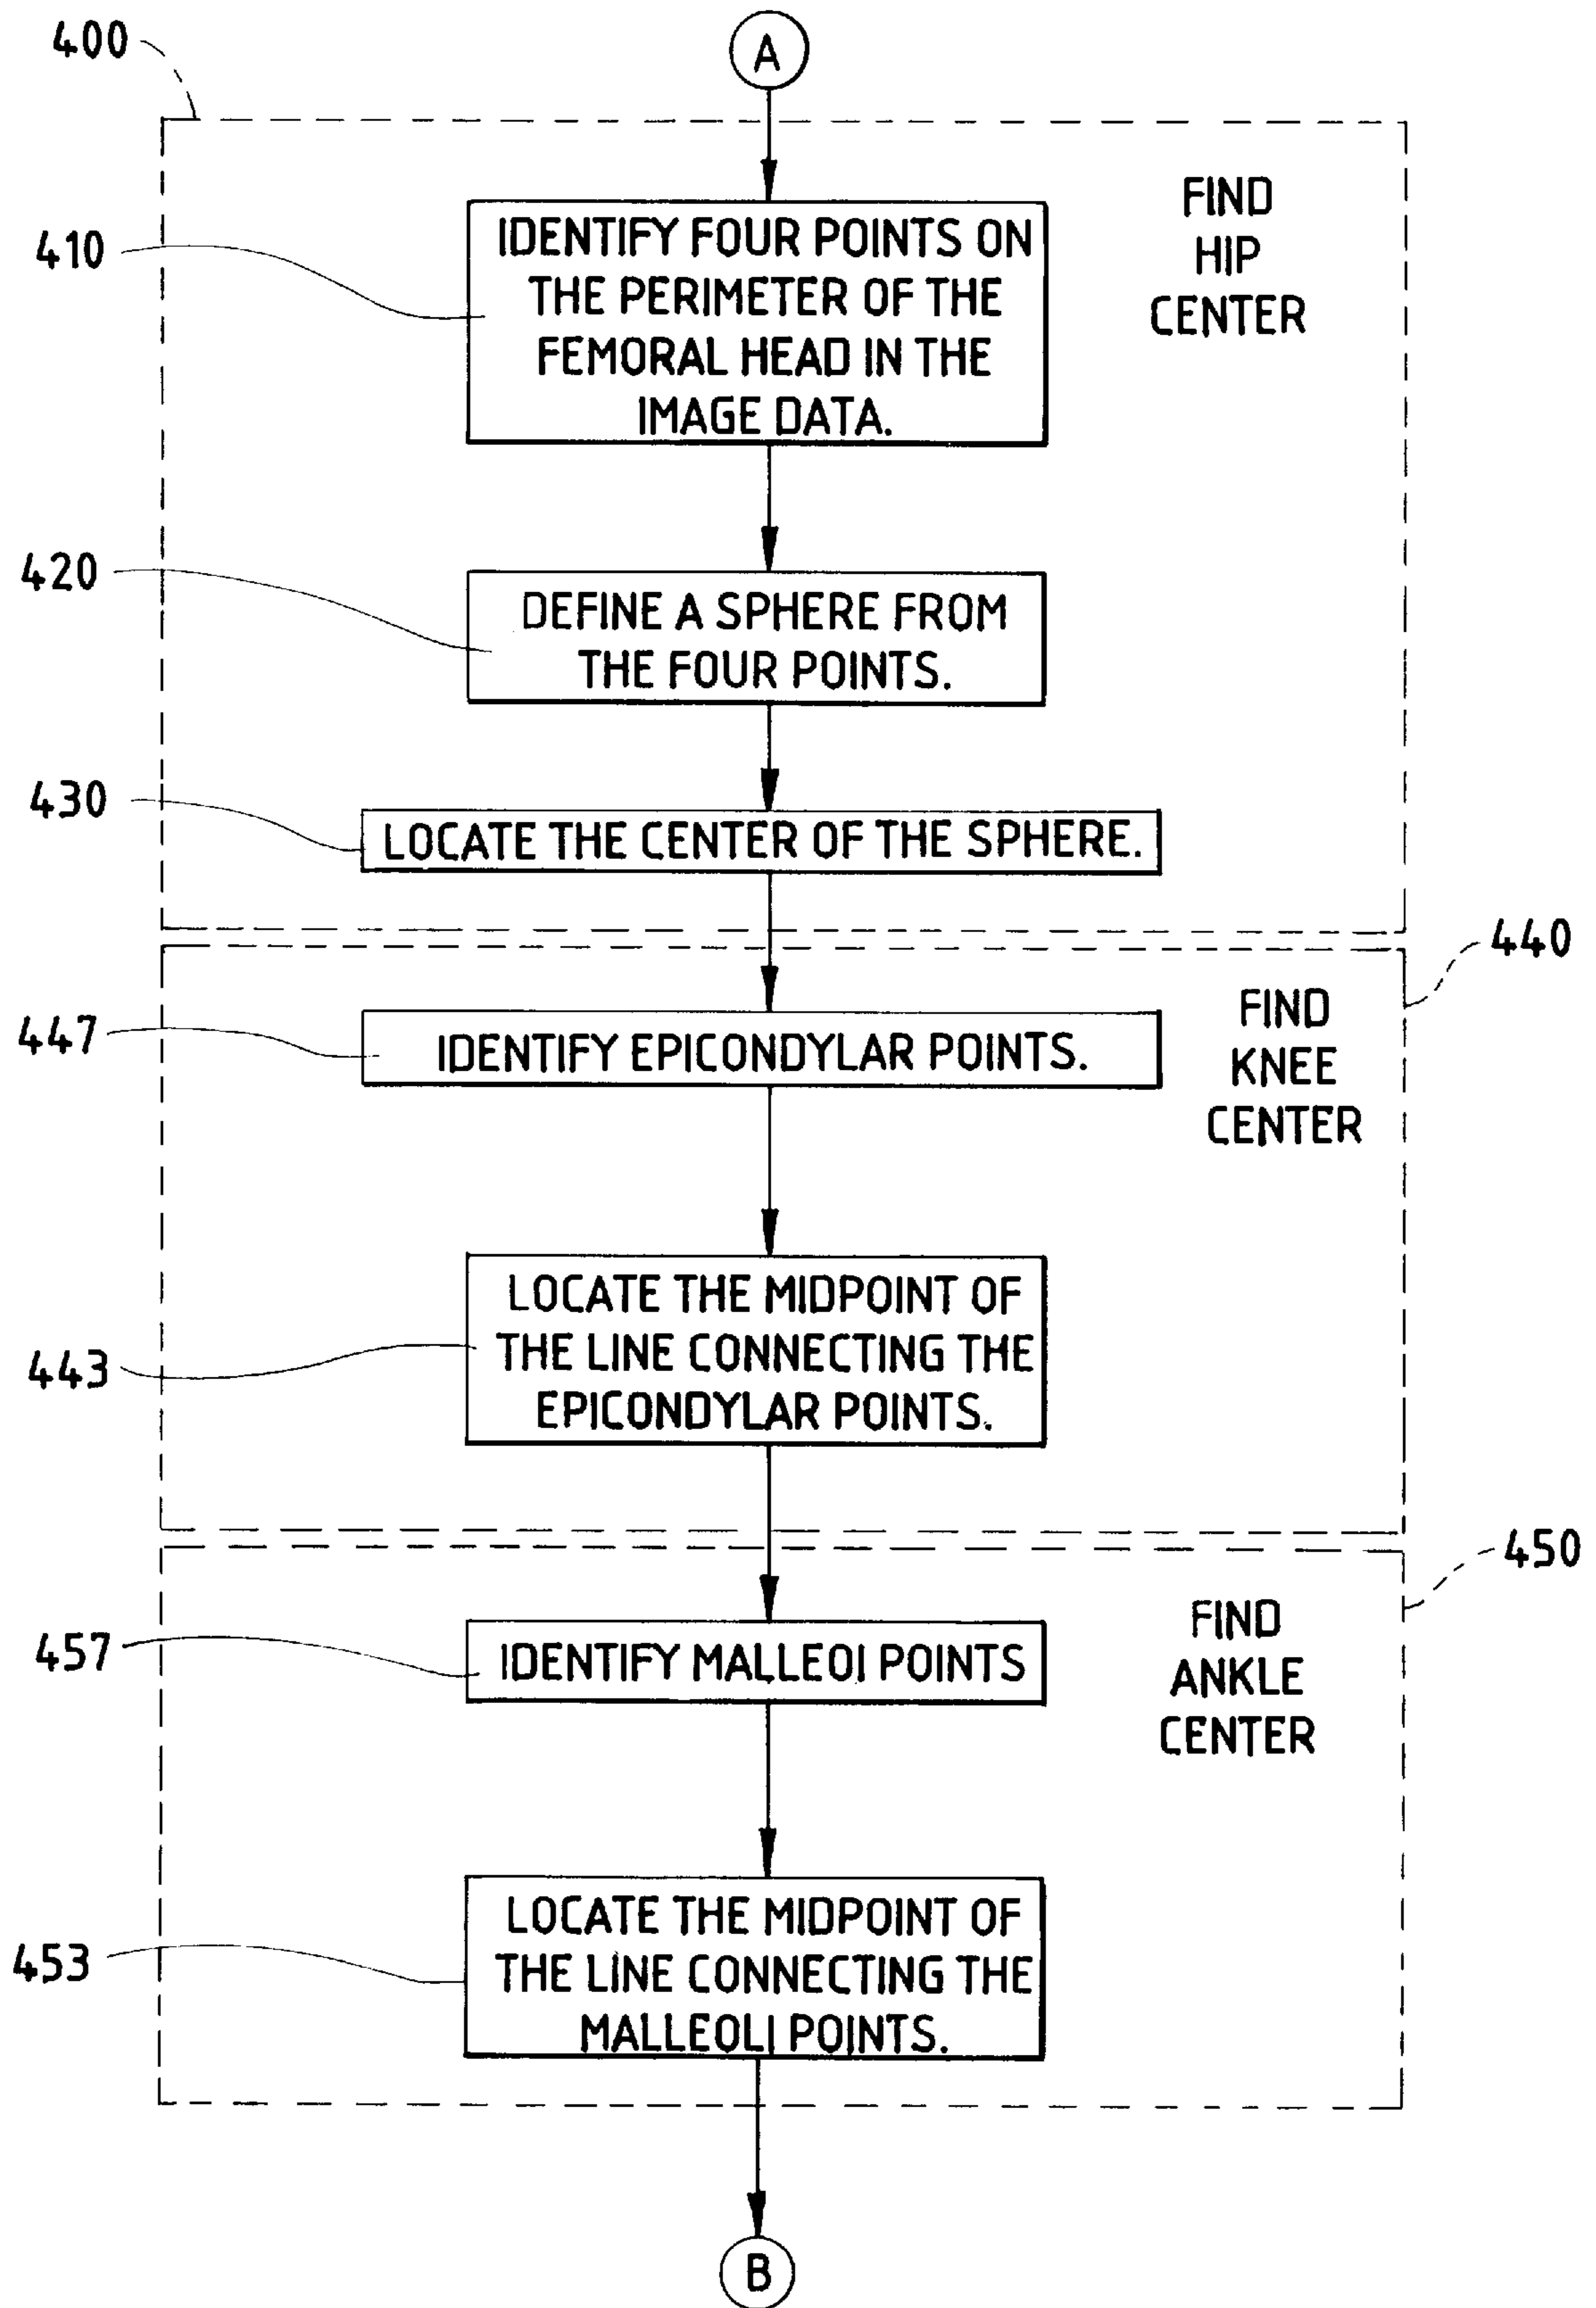 400
A
FIND
HIP
CENTER
410
IDENTIFY FOUR POINTS ON
THE PERIMETER OF THE
FEMORAL HEAD IN THE
IMAGE DATA.
420
DEFINE A SPHERE FROM
THE FOUR POINTS.
430
LOCATE THE CENTER OF THE SPHERE.
440
FIND
KNEE
CENTER
447
IDENTIFY EPICONDYLAR POINTS.
443
LOCATE THE MIDPOINT OF
THE LINE CONNECTING THE
EPICONDYLAR POINTS.
450
FIND
ANKLE
CENTER
457
IDENTIFY MALLEOI POINTS
453
LOCATE THE MIDPOINT OF
THE LINE CONNECTING THE
MALLEOLI POINTS.
B